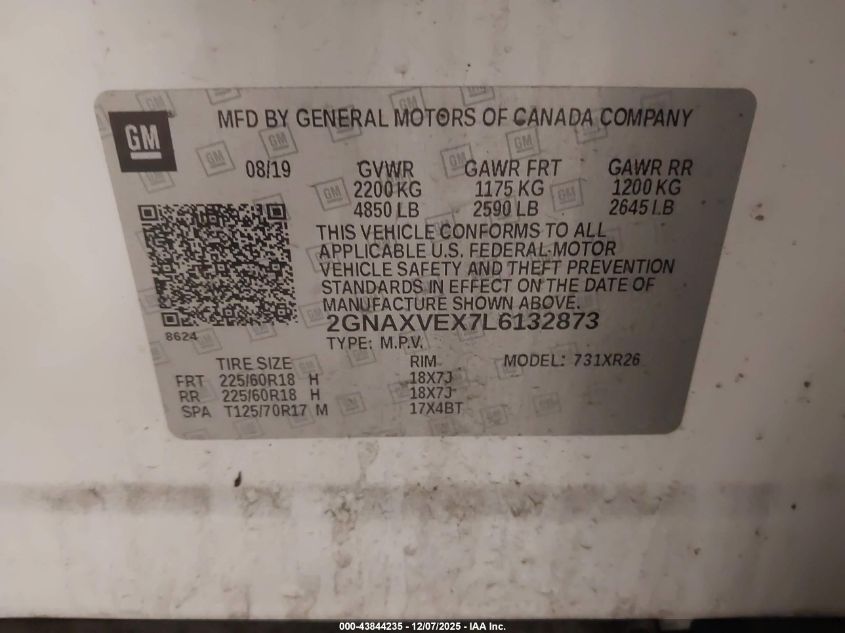 GM
MFD BY GENERAL MOTORS OF CANADA COMPANY
08/19 GVWR GAWR FRT GAWR RR
2200 KG 1175 KG 1200 KG
4850 LB 2590 LB 2645 LB
THIS VEHICLE CONFORMS TO ALL
APPLICABLE U.S. FEDERAL MOTOR
VEHICLE SAFETY AND THEFT PREVENTION
STANDARDS IN EFFECT ON THE DATE OF
MANUFACTURE SHOWN ABOVE.
2GNAXVEX7L6132873
8624
TYPE: M.P.V.
TIRE SIZE RIM MODEL: 731XR26
FRT 225/60R18 H 18X7J
RR 225/60R18 H 18X7J
SPA T125/70R17 M 17X4BT
000-43844235 - 12/07/2025 - IAA Inc.